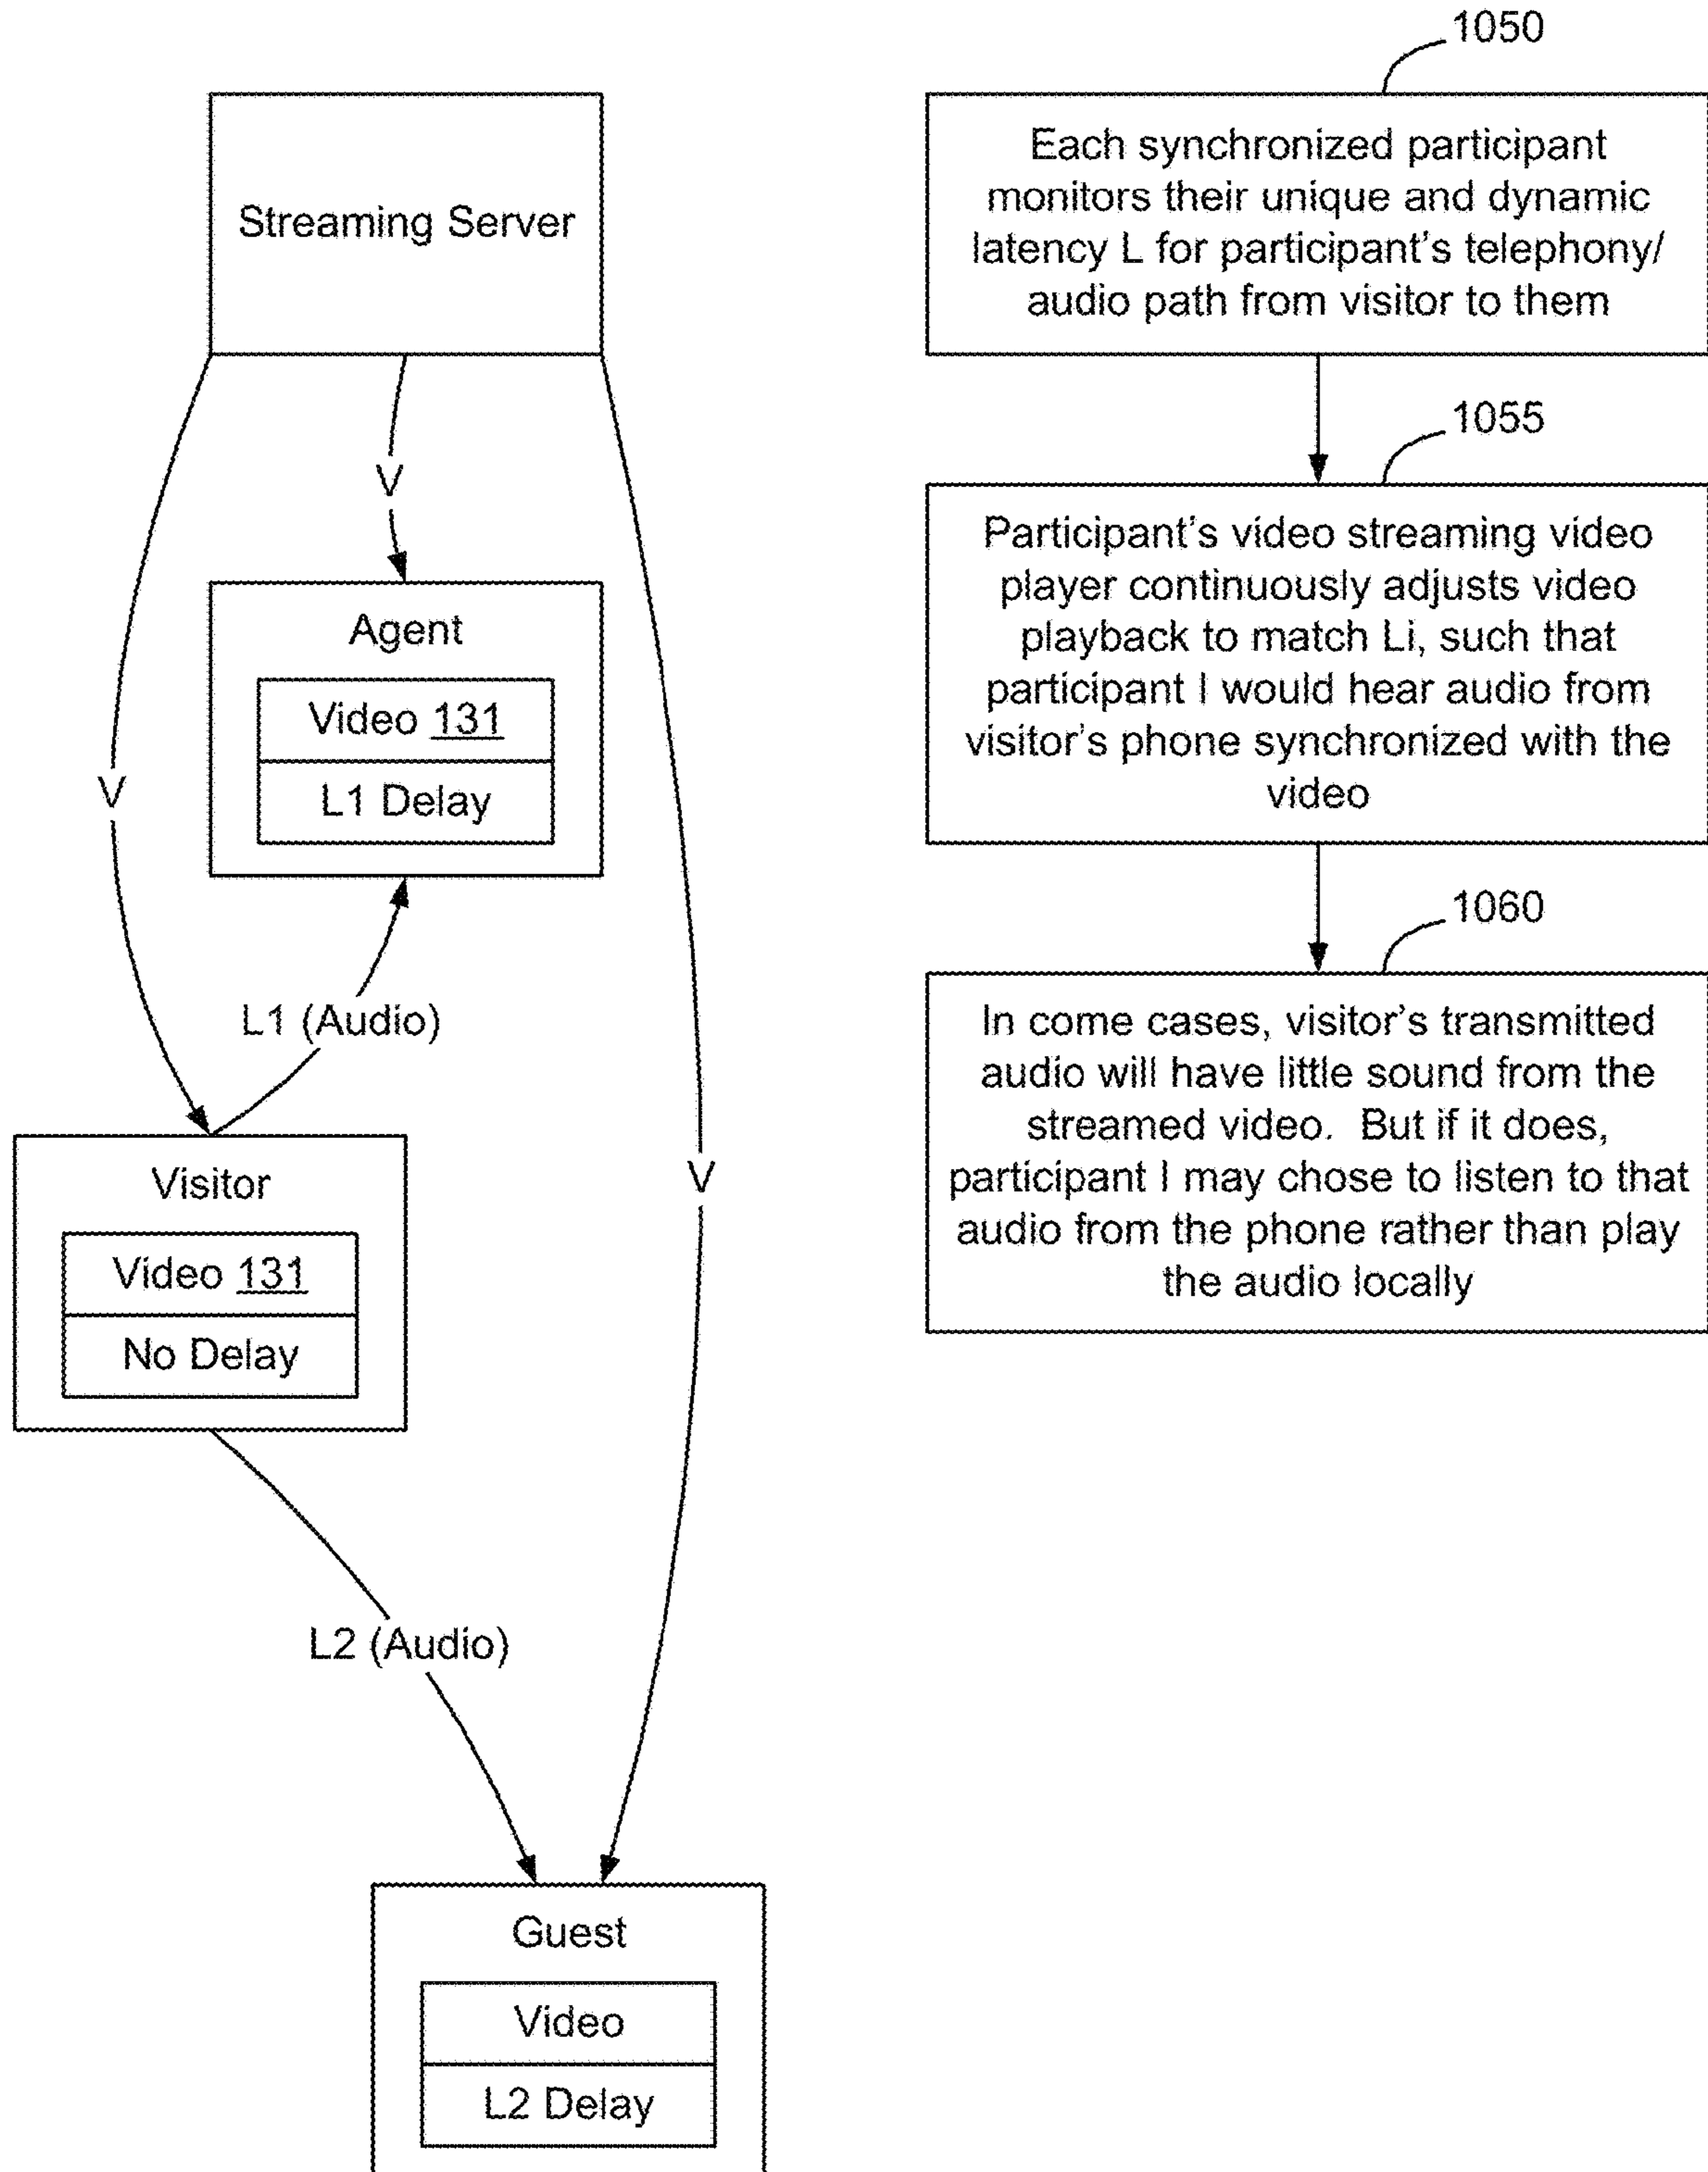 Streaming Server
V
Agent
Video 131
L1 Delay
V
L1 (Audio)
Visitor
Video 131
No Delay
V
L2 (Audio)
Guest
Video
L2 Delay
1050
Each synchronized participant
monitors their unique and dynamic
latency L for participant's telephony/
audio path from visitor to them
1055
Participant's video streaming video
player continuously adjusts video
playback to match Li, such that
participant I would hear audio from
visitor's phone synchronized with the
video
1060
In come cases, visitor's transmitted
audio will have little sound from the
streamed video.  But if it does,
participant I may chose to listen to that
audio from the phone rather than play
the audio locally